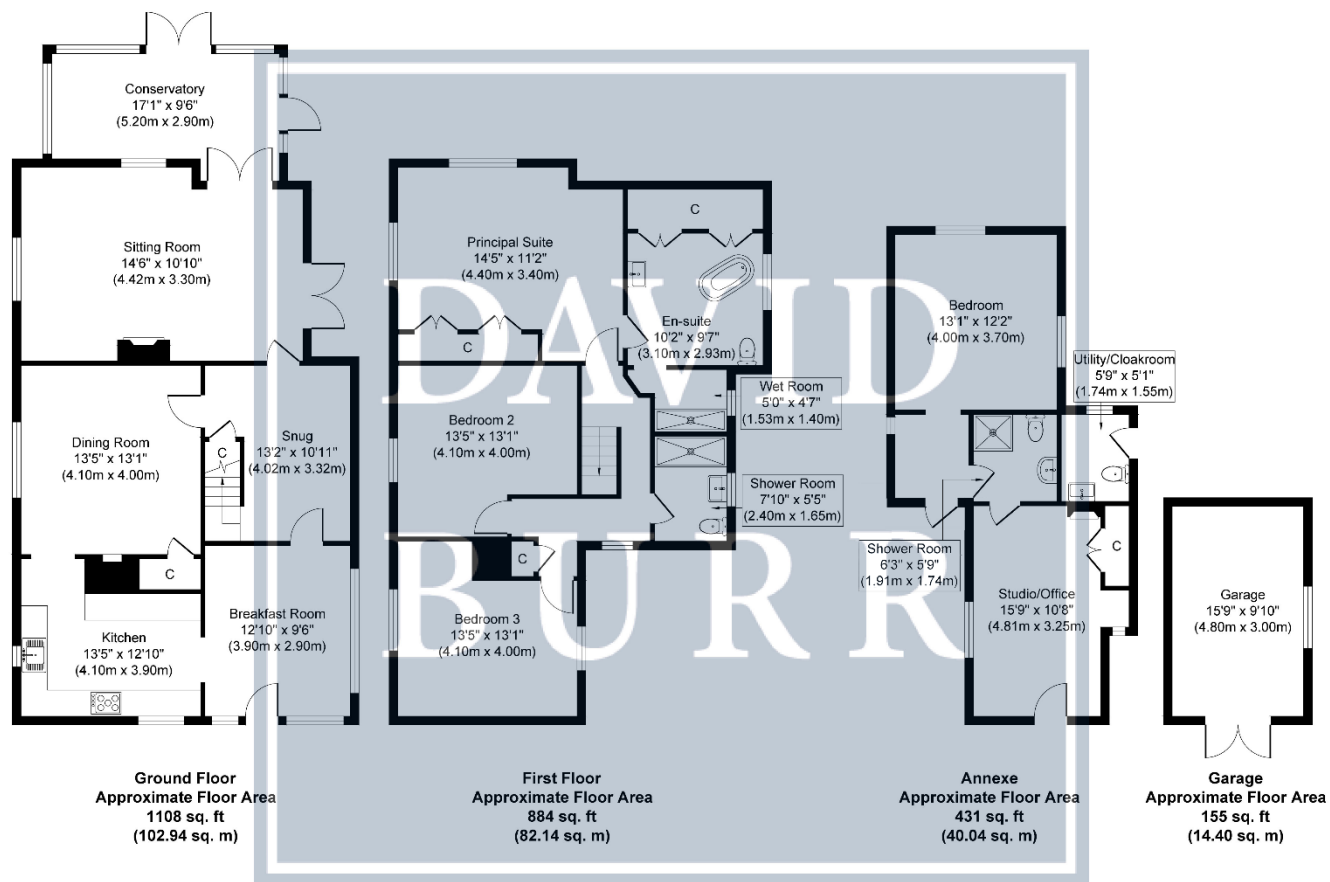 Conservatory
17'1" x 9'6"
(5.20m x 2.90m)
Sitting Room
14'6" x 10'10"
(4.42m x 3.30m)
Dining Room
13'5" x 13'1"
(4.10m x 4.00m)
C
Snug
13'2" x 10'11"
(4.02m x 3.32m)
C
Kitchen
13'5" x 12'10"
(4.10m x 3.90m)
Breakfast Room
12'10" x 9'6"
(3.90m x 2.90m)
Ground Floor
Approximate Floor Area
1108 sq. ft
(102.94 sq. m)
Principal Suite
14'5" x 11'2"
(4.40m x 3.40m)
C
C
En-suite
10'2" x 9'7"
(3.10m x 2.93m)
Wet Room
5'0" x 4'7"
(1.53m x 1.40m)
Bedroom 2
13'5" x 13'1"
(4.10m x 4.00m)
Shower Room
7'10" x 5'5"
(2.40m x 1.65m)
C
Bedroom 3
13'5" x 13'1"
(4.10m x 4.00m)
First Floor
Approximate Floor Area
884 sq. ft
(82.14 sq. m)
Bedroom
13'1" x 12'2"
(4.00m x 3.70m)
Utility/Cloakroom
5'9" x 5'1"
(1.74m x 1.55m)
Shower Room
6'3" x 5'9"
(1.91m x 1.74m)
C
Studio/Office
15'9" x 10'8"
(4.81m x 3.25m)
Annexe
Approximate Floor Area
431 sq. ft
(40.04 sq. m)
Garage
15'9" x 9'10"
(4.80m x 3.00m)
Garage
Approximate Floor Area
155 sq. ft
(14.40 sq. m)
DAVID
BURR